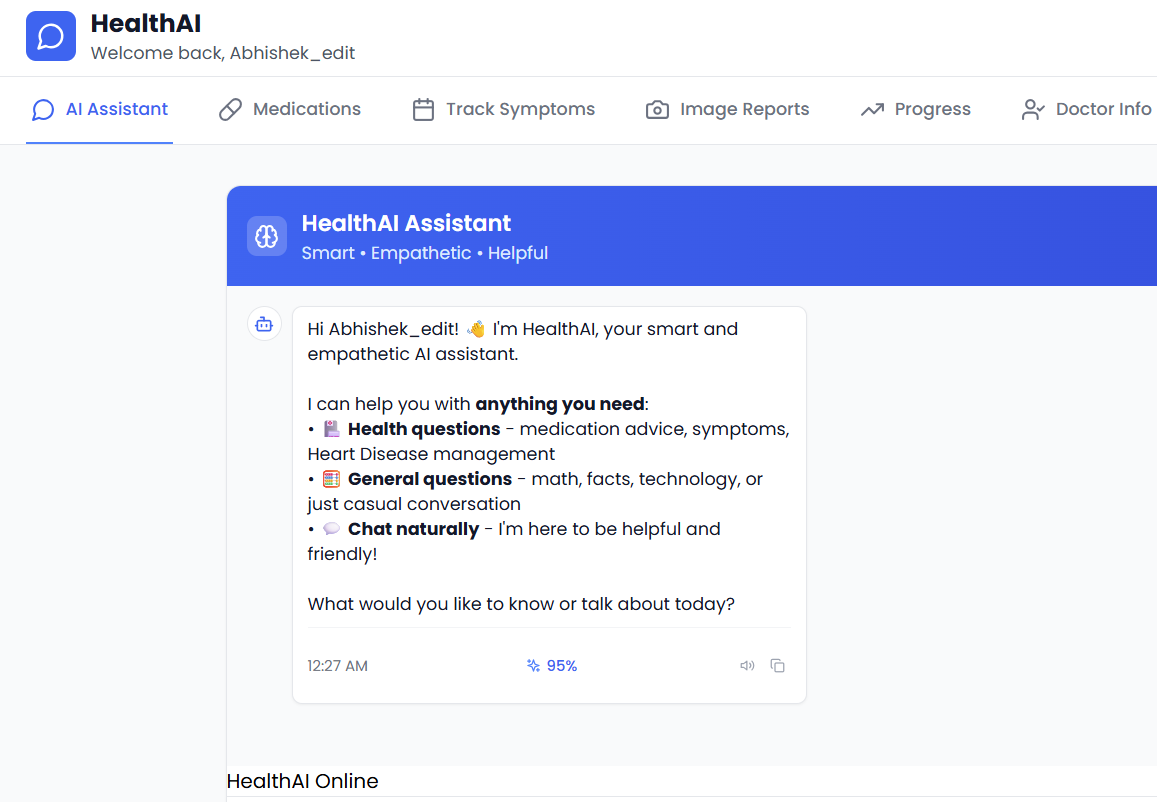 HealthAI
Welcome back, Abhishek_edit
AI Assistant
Medications
Track Symptoms
Image Reports
Progress
Doctor Info
HealthAI Assistant
Smart • Empathetic • Helpful
Hi Abhishek_edit! 👋 I'm HealthAI, your smart and
empathetic AI assistant.
I can help you with anything you need:
• 🏥 Health questions - medication advice, symptoms,
Heart Disease management
• 🧮 General questions - math, facts, technology, or
just casual conversation
• 💬 Chat naturally - I'm here to be helpful and
friendly!
What would you like to know or talk about today?
12:27 AM
95%
HealthAI Online